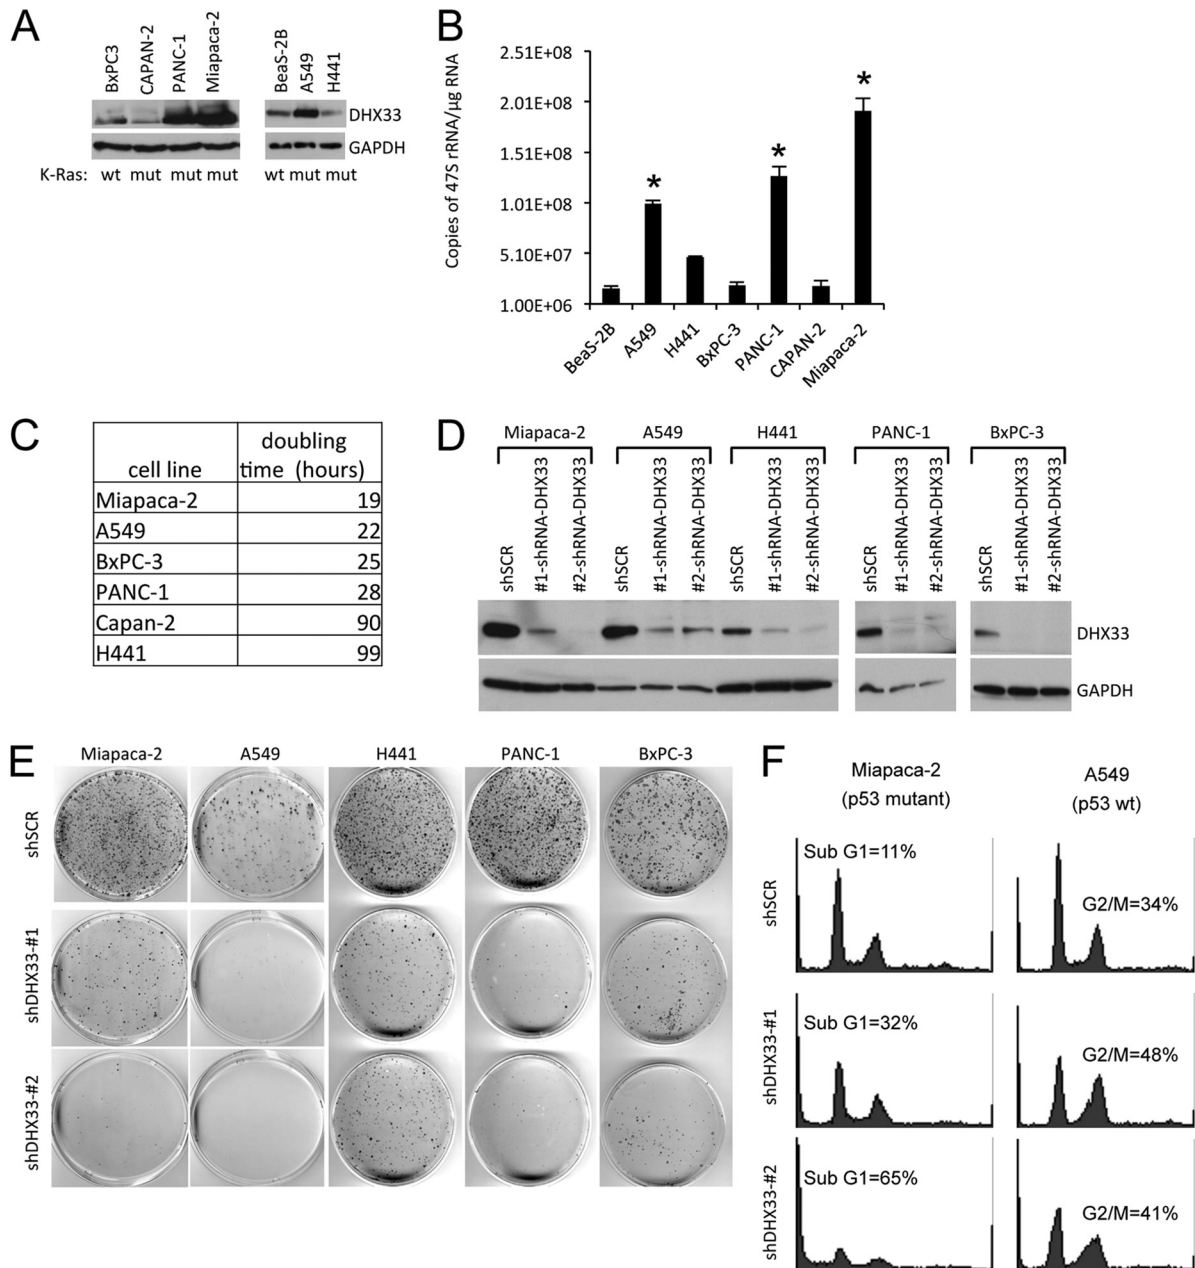 A
BxPC3
CAPAN-2
PANC-1
Miapaca-2
BeaS-2B
A549
H441
DHX33
GAPDH
K-Ras: wt mut mut mut wt mut mut
B
Copies of 47S rRNA/µg RNA
2.51E+08
2.01E+08
1.51E+08
1.01E+08
5.10E+07
1.00E+06
*
*
*
BeaS-2B
A549
H441
BxPC-3
PANC-1
CAPAN-2
Miapaca-2
C
cell line doubling
time (hours)
Miapaca-2 19
A549 22
BxPC-3 25
PANC-1 28
Capan-2 90
H441 99
D
Miapaca-2 A549 H441 PANC-1 BxPC-3
shSCR
#1-shRNA-DHX33
#2-shRNA-DHX33
shSCR
#1-shRNA-DHX33
#2-shRNA-DHX33
shSCR
#1-shRNA-DHX33
#2-shRNA-DHX33
shSCR
#1-shRNA-DHX33
#2-shRNA-DHX33
shSCR
#1-shRNA-DHX33
#2-shRNA-DHX33
DHX33
GAPDH
E
Miapaca-2 A549 H441 PANC-1 BxPC-3
shSCR
shDHX33-#1
shDHX33-#2
F
Miapaca-2
(p53 mutant)
A549
(p53 wt)
shSCR
Sub G1=11%
G2/M=34%
shDHX33-#1
Sub G1=32%
G2/M=48%
shDHX33-#2
Sub G1=65%
G2/M=41%